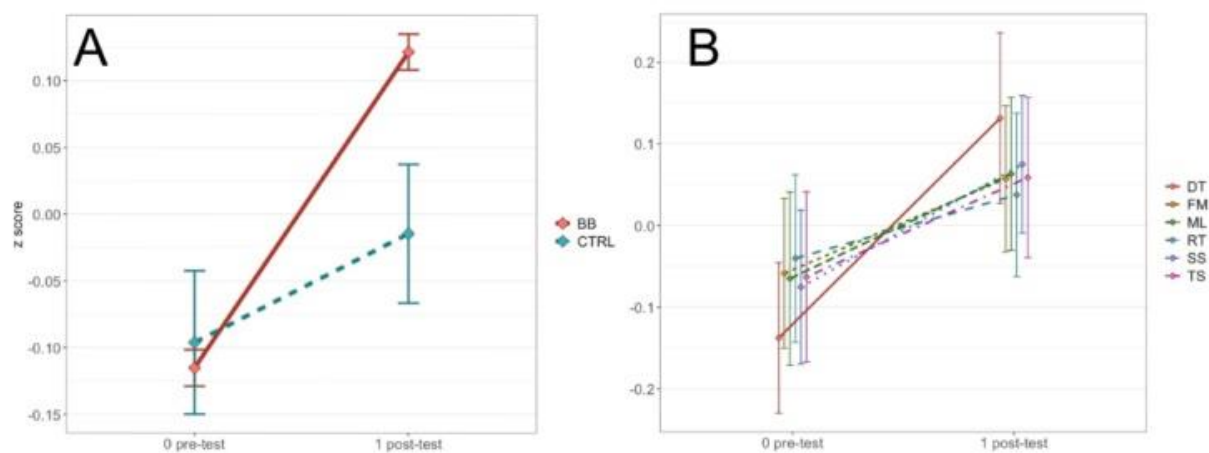 A
0.10
0.05
0.00
-0.05
-0.10
-0.15
z score
0 pre-test
1 post-test
BB
CTRL
B
0.2
0.1
0.0
-0.1
-0.2
0 pre-test
1 post-test
DT
FM
ML
RT
SS
TS